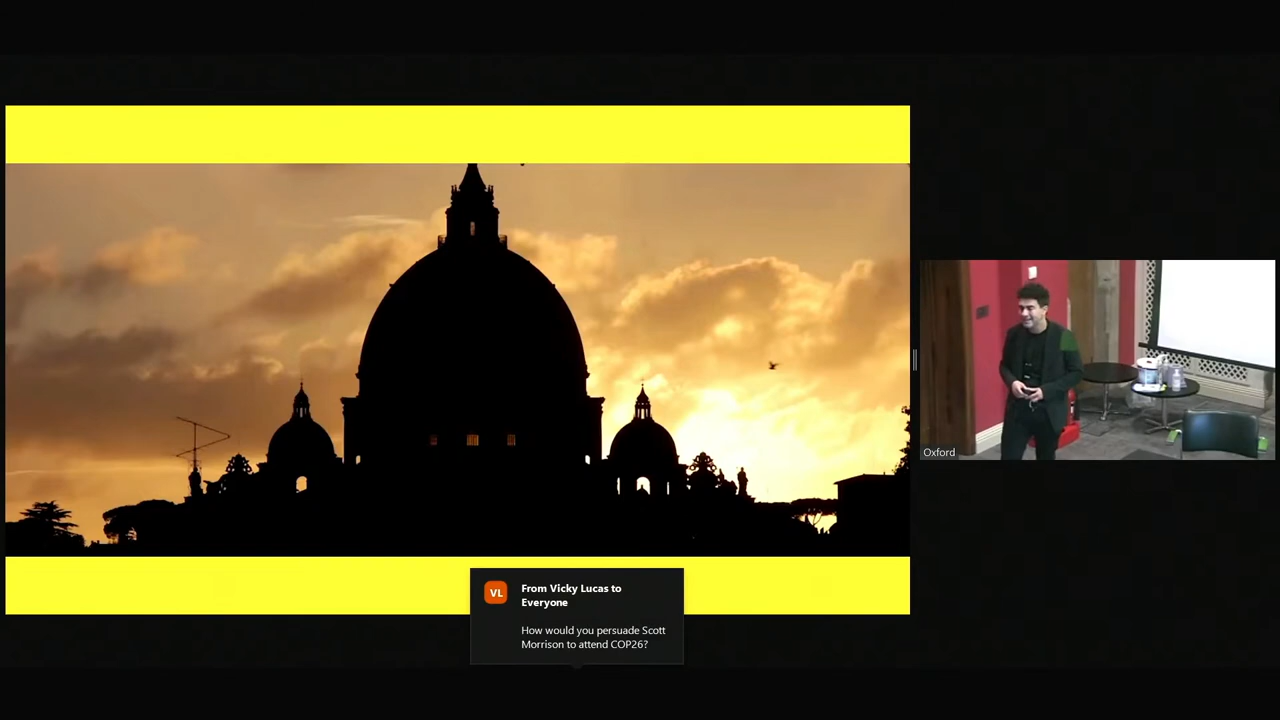 Oxford
VL
From Vicky Lucas to
Everyone
How would you persuade Scott
Morrison to attend COP26?